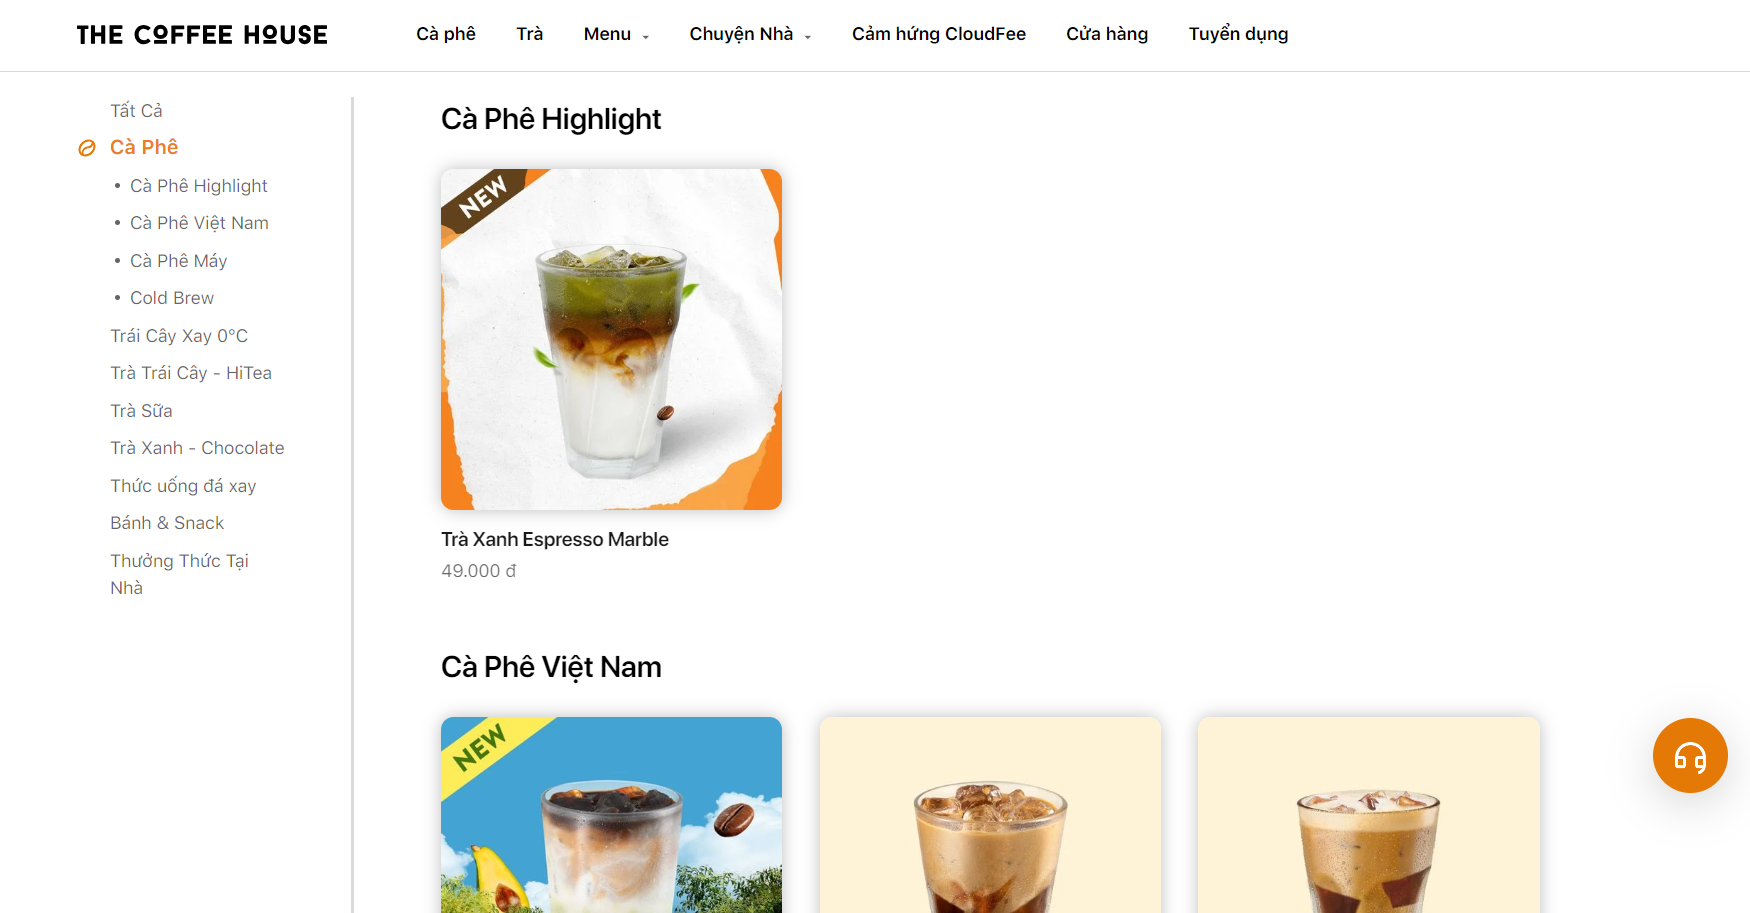 THE COFFEE HOUSE
Cà phê
Trà
Menu
Chuyện Nhà
Cảm hứng CloudFee
Cửa hàng
Tuyển dụng
Tất Cả
Cà Phê
• Cà Phê Highlight
• Cà Phê Việt Nam
• Cà Phê Máy
• Cold Brew
Trái Cây Xay 0°C
Trà Trái Cây - HiTea
Trà Sữa
Trà Xanh - Chocolate
Thức uống đá xay
Bánh & Snack
Thưởng Thức Tại
Nhà
Cà Phê Highlight
NEW
Trà Xanh Espresso Marble
49.000 đ
Cà Phê Việt Nam
NEW